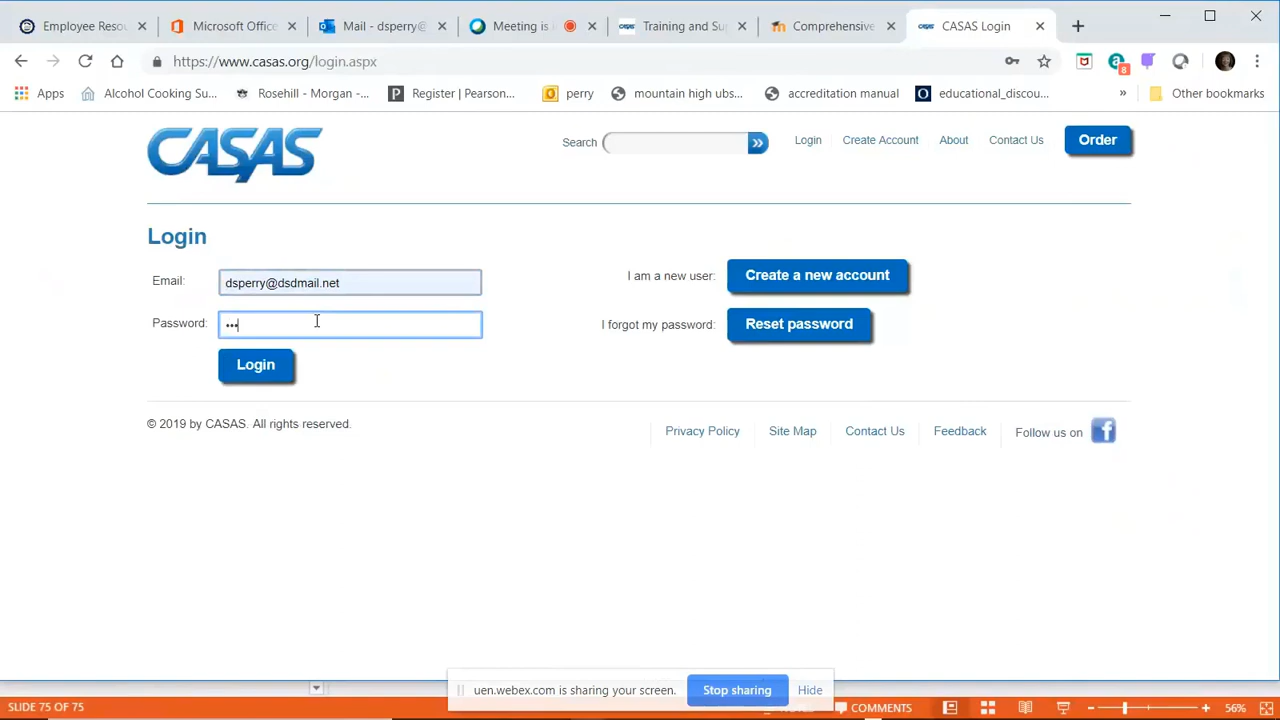 Employee Resou
Microsoft Office
Mail - dsperry@
Meeting is
Training and Sup
Comprehensive
CASAS Login
https://www.casas.org/login.aspx
8
Apps
Alcohol Cooking Su...
Rosehill - Morgan -...
Register | Pearson...
perry
mountain high ubs...
accreditation manual
educational_discou...
» Other bookmarks
CASAS
Search
»
Login
Create Account
About
Contact Us
Order
Login
Email: dsperry@dsdmail.net
I am a new user: Create a new account
Password: •••
I forgot my password: Reset password
Login
© 2019 by CASAS. All rights reserved.
Privacy Policy
Site Map
Contact Us
Feedback
Follow us on f
uen.webex.com is sharing your screen.
Stop sharing
Hide
SLIDE 75 OF 75
COMMENTS
56%